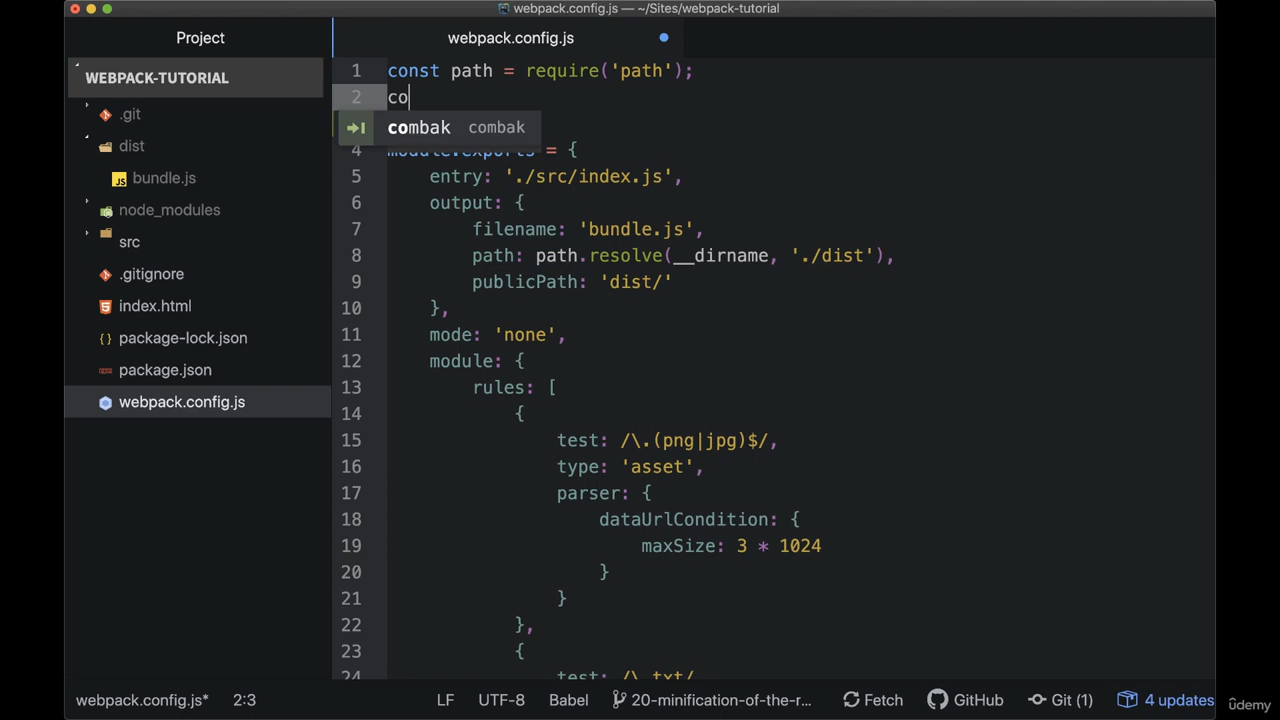 webpack.config.js — ~/Sites/webpack-tutorial
Project
webpack.config.js
WEBPACK-TUTORIAL
.git
dist
JS bundle.js
node_modules
src
.gitignore
index.html
package-lock.json
package.json
webpack.config.js
1 const path = require('path');
2 co
combak combak
4 module.exports = {
5 entry: './src/index.js',
6 output: {
7 filename: 'bundle.js',
8 path: path.resolve(__dirname, './dist'),
9 publicPath: 'dist/'
10 },
11 mode: 'none',
12 module: {
13 rules: [
14 {
15 test: /\.(png|jpg)$/,
16 type: 'asset',
17 parser: {
18 dataUrlCondition: {
19 maxSize: 3 * 1024
20 }
21 }
22 },
23 {
24 test: /\.txt/,
webpack.config.js* 2:3 LF UTF-8 Babel 20-minification-of-the-r... Fetch GitHub Git (1) 4 updates
ûdemy